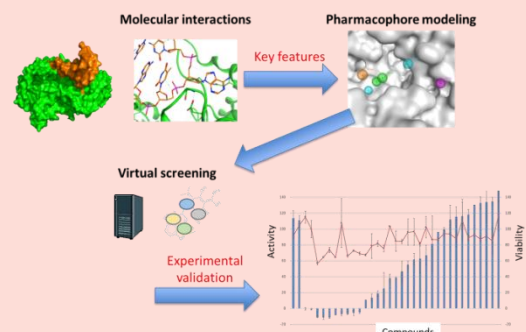 Molecular interactions
Pharmacophore modeling
Key features
Virtual screening
Experimental
validation
Activity
Viability
Compounds